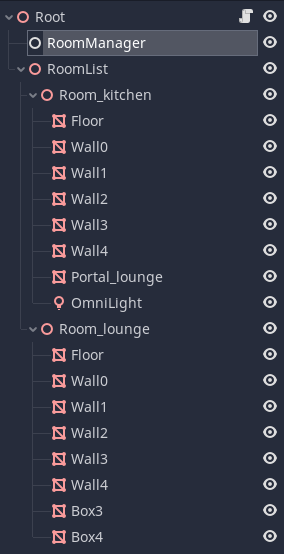 Root
RoomManager
RoomList
Room_kitchen
Floor
Wall0
Wall1
Wall2
Wall3
Wall4
Portal_lounge
OmniLight
Room_lounge
Floor
Wall0
Wall1
Wall2
Wall3
Wall4
Box3
Box4